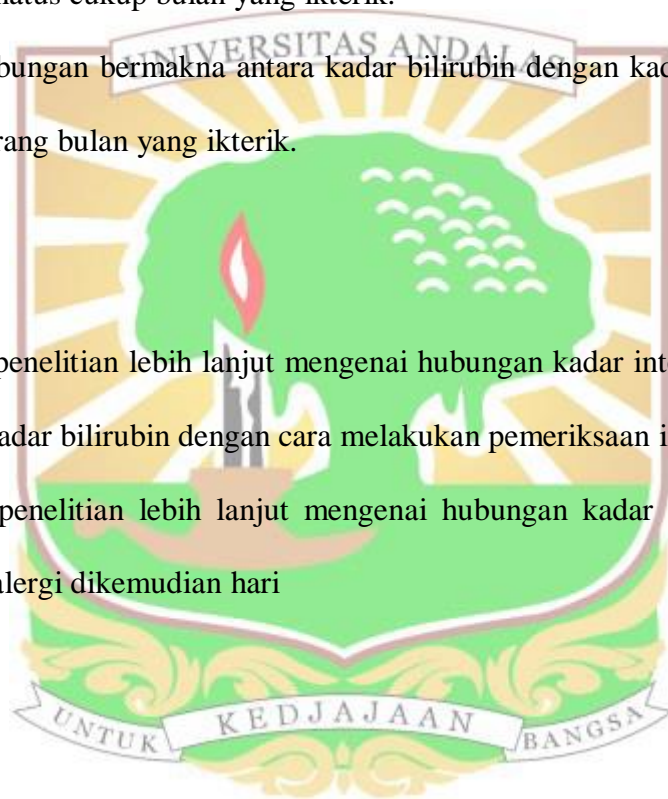 natus cukup bulan yang ikterik.
UNIVERSITAS ANDALAS
bungan bermakna antara kadar bilirubin dengan kad
rang bulan yang ikterik.
penelitian lebih lanjut mengenai hubungan kadar int
adar bilirubin dengan cara melakukan pemeriksaan i
penelitian lebih lanjut mengenai hubungan kadar
alergi dikemudian hari
UNTUK KEDJAJAAN BANGSA